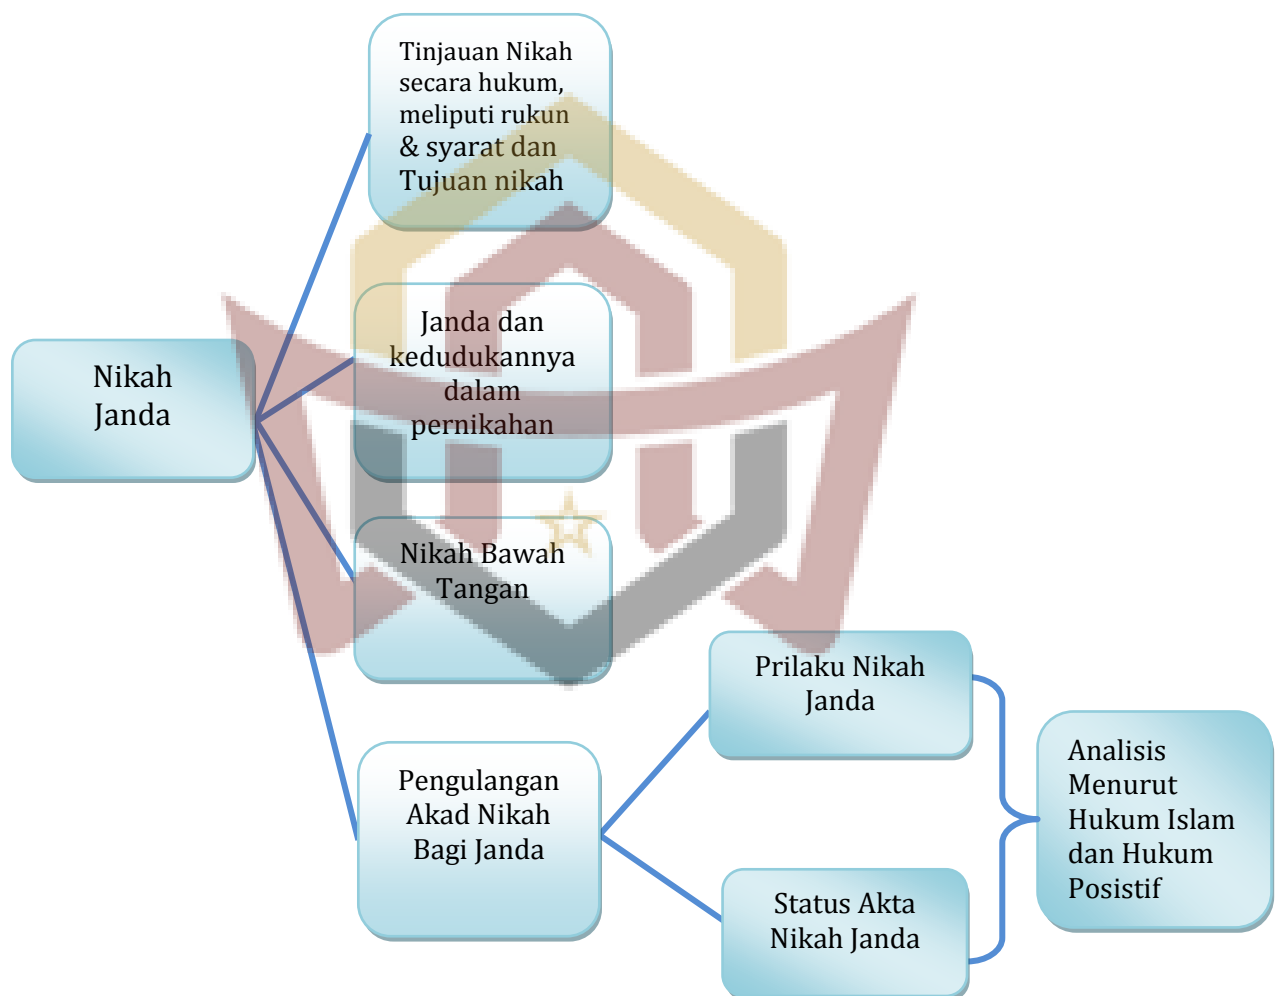 Tinjauan Nikah
secara hukum,
meliputi rukun
& syarat dan
Tujuan nikah
Janda dan
kedudukannya
dalam
pernikahan
Nikah
Janda
Nikah Bawah
Tangan
Prilaku Nikah
Janda
Pengulangan
Akad Nikah
Bagi Janda
Analisis
Menurut
Hukum Islam
dan Hukum
Posistif
Status Akta
Nikah Janda